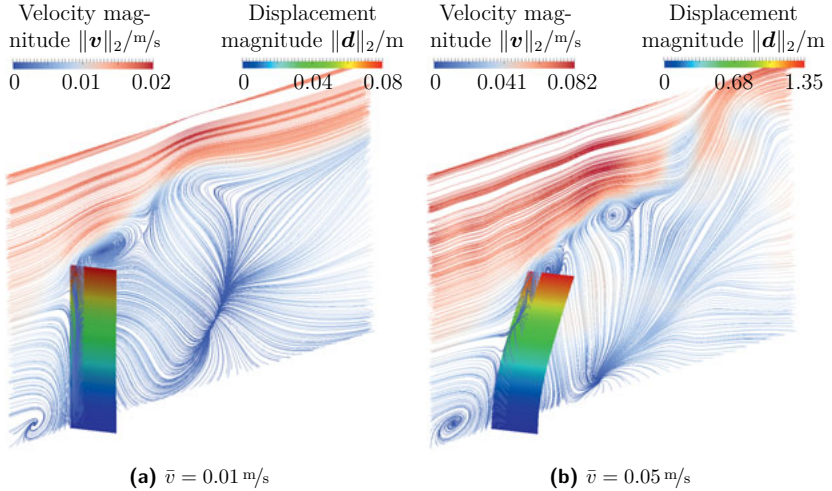 Velocity mag-
nitude ‖v‖₂/m/s
0 0.01 0.02
Displacement
magnitude ‖d‖₂/m
0 0.04 0.08
Velocity mag-
nitude ‖v‖₂/m/s
0 0.041 0.082
Displacement
magnitude ‖d‖₂/m
0 0.68 1.35
(a) v̄ = 0.01 m/s
(b) v̄ = 0.05 m/s